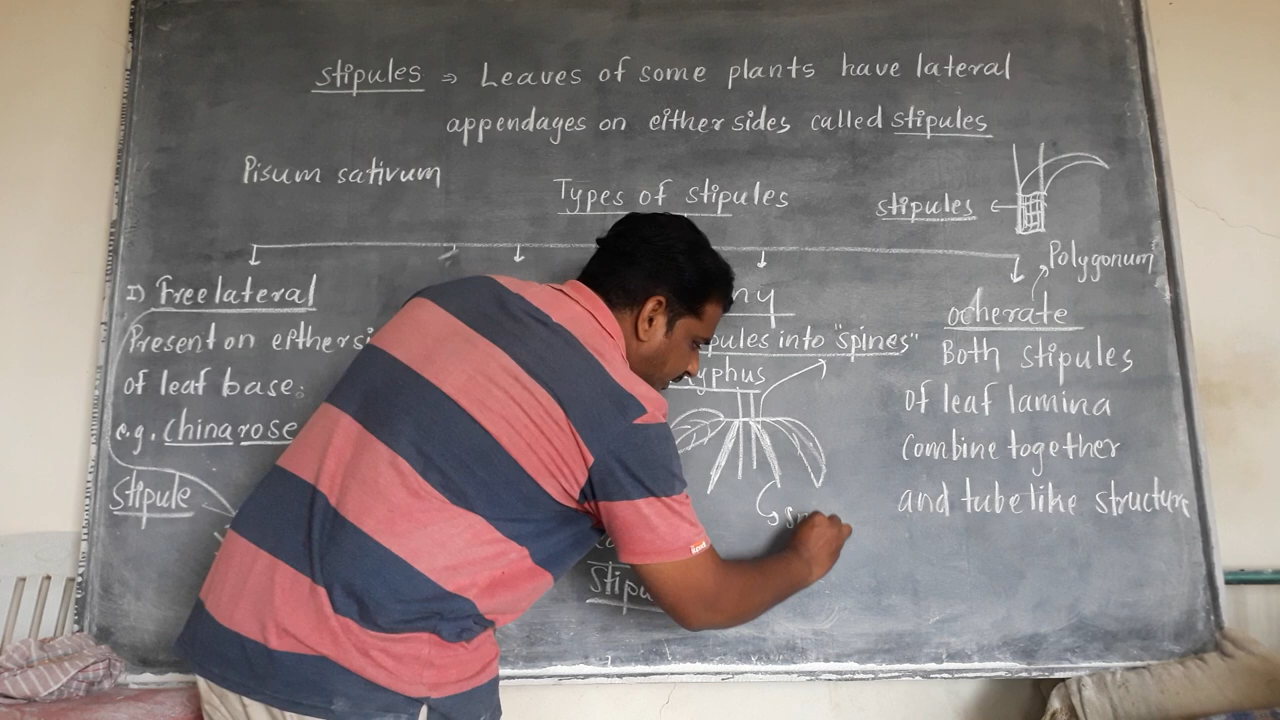 stipules ⇒ Leaves of some plants have lateral
appendages on either sides called stipules
Pisum sativum
Types of stipules
stipules
Polygonum
I) Freelateral
Present on
of leaf base:
e.g. Chinarose
Stipule
into "spines"
ocherate
Both stipules
of leaf lamina
combine together
and tubelike structure